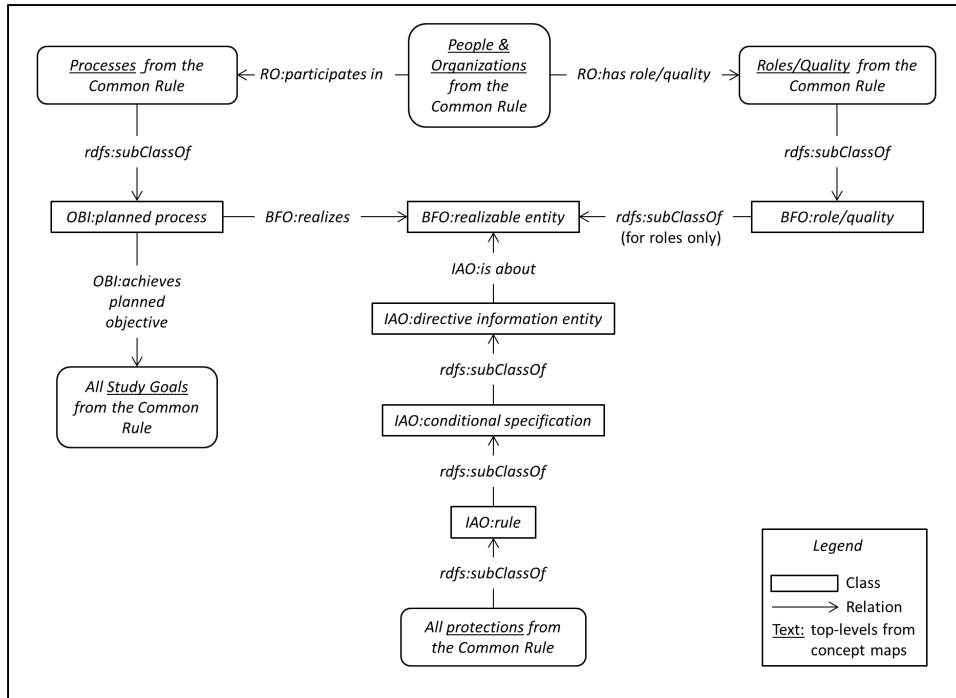 Processes from the
Common Rule
RO:participates in
People &
Organizations
from the
Common Rule
RO:has role/quality
Roles/Quality from the
Common Rule
rdfs:subClassOf
rdfs:subClassOf
OBI:planned process
BFO:realizes
BFO:realizable entity
rdfs:subClassOf
(for roles only)
BFO:role/quality
OBI:achieves
planned
objective
IAO:is about
IAO:directive information entity
rdfs:subClassOf
All Study Goals
from the Common
Rule
IAO:conditional specification
rdfs:subClassOf
IAO:rule
rdfs:subClassOf
All protections from
the Common Rule
Legend
Class
Relation
Text: top-levels from
concept maps